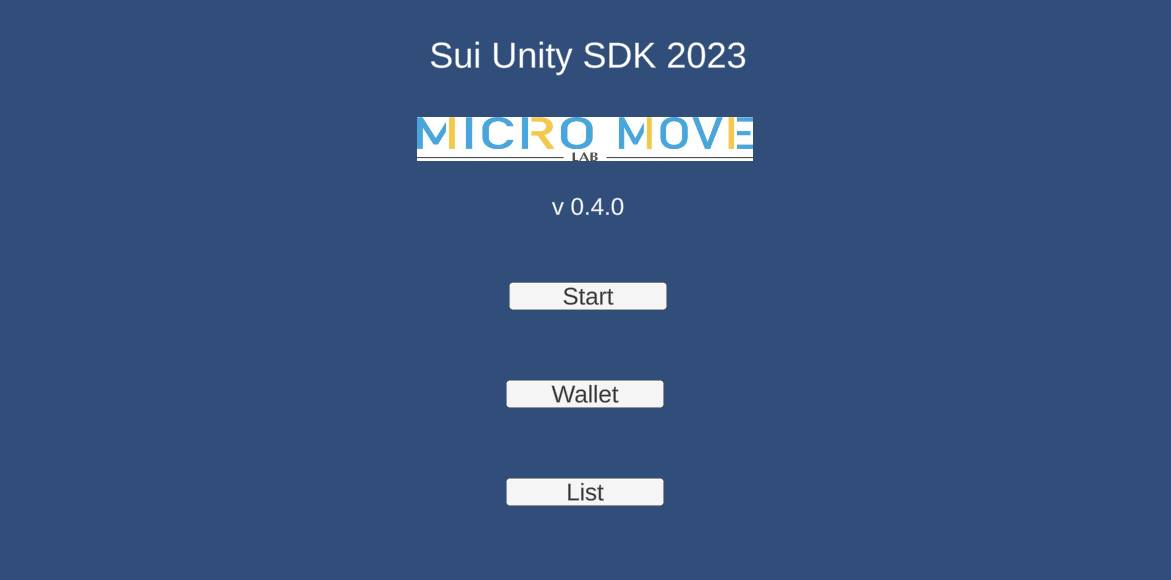 Sui Unity SDK 2023
MICRO MOVE
LAB
v 0.4.0
Start
Wallet
List